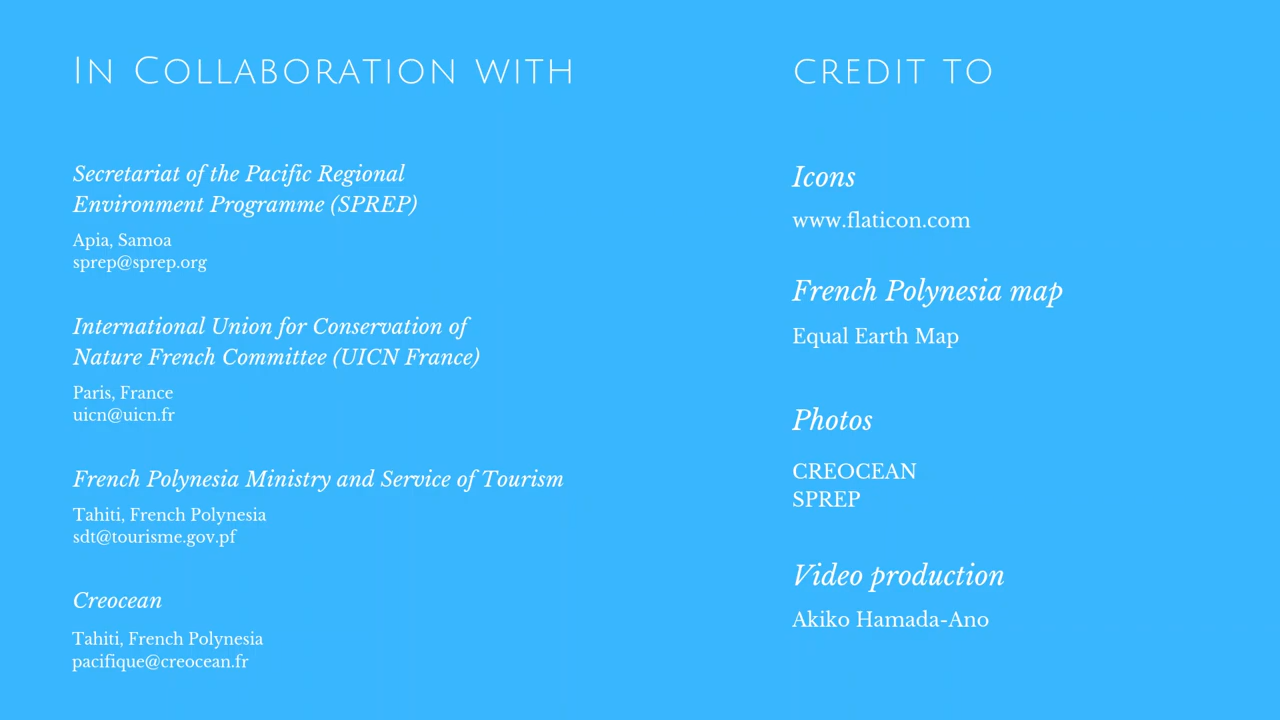 In Collaboration with
Secretariat of the Pacific Regional
Environment Programme (SPREP)
Apia, Samoa
sprep@sprep.org
International Union for Conservation of
Nature French Committee (UICN France)
Paris, France
uicn@uicn.fr
French Polynesia Ministry and Service of Tourism
Tahiti, French Polynesia
sdt@tourisme.gov.pf
Creocean
Tahiti, French Polynesia
pacifique@creocean.fr
credit to
Icons
www.flaticon.com
French Polynesia map
Equal Earth Map
Photos
CREOCEAN
SPREP
Video production
Akiko Hamada-Ano